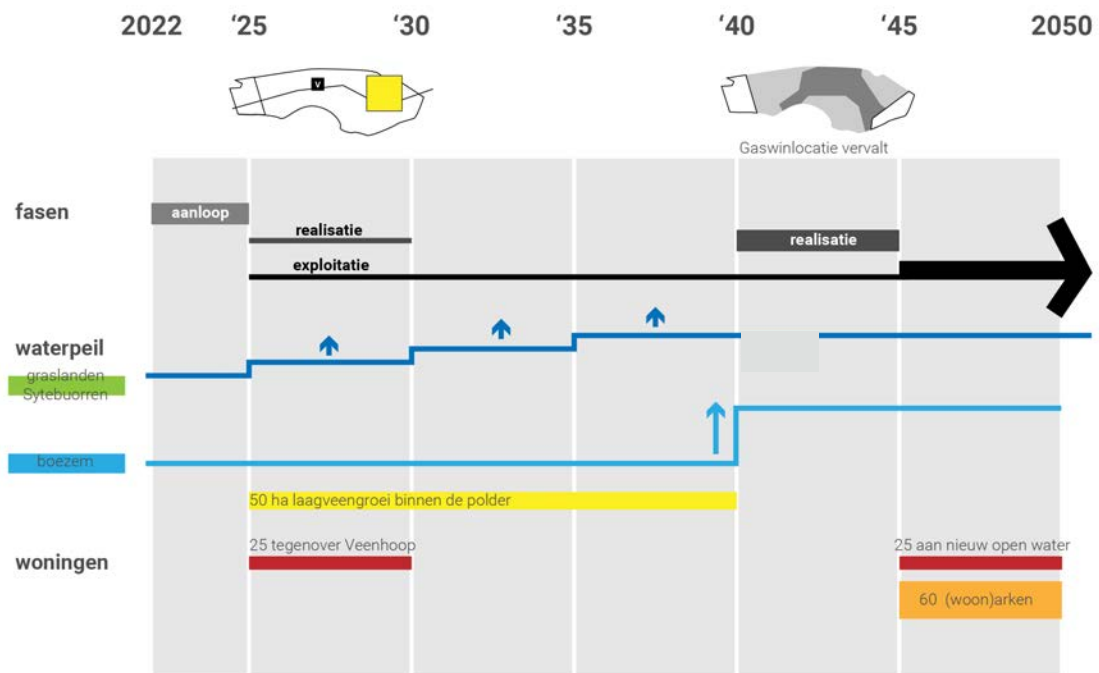 2022 ‘25 ‘30 ‘35 ‘40 ‘45 2050
V
Gaswinlocatie vervalt
fasen
aanloop
realisatie
realisatie
exploitatie
waterpeil
graslanden
Sytebuorren
boezem
50 ha laagveengroei binnen de polder
woningen
25 tegenover Veenhoop
25 aan nieuw open water
60 (woon)arken